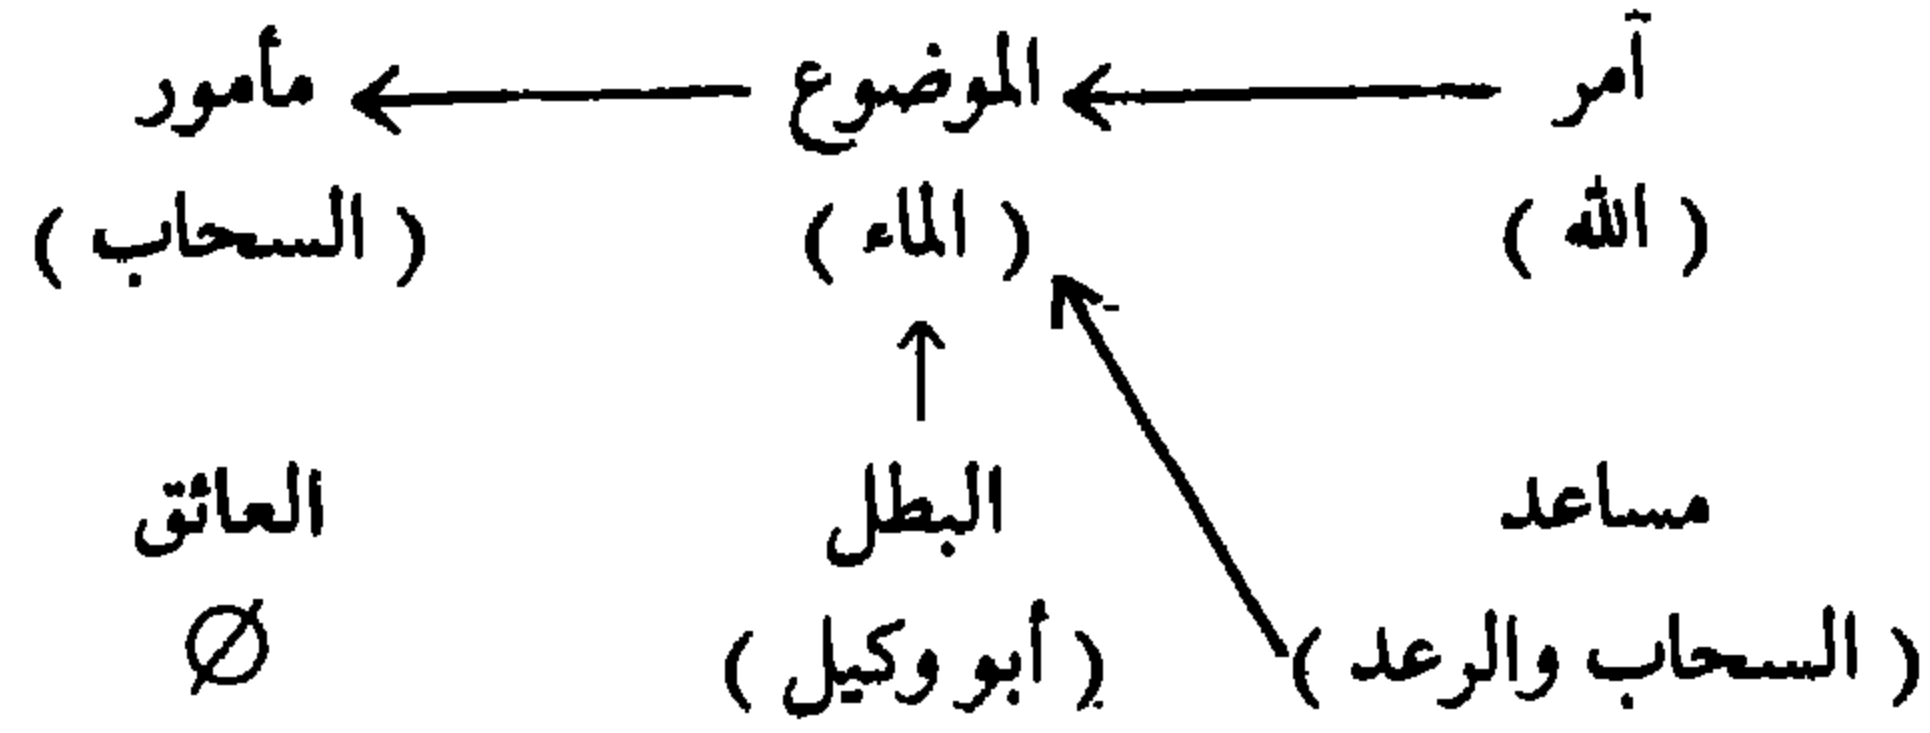 آمر الموضوع مأمور
( الله ) ( الماء ) ( السحاب )
مساعد البطل العائق
( السحاب والرعد ) ( أبو وكيل ) Ø